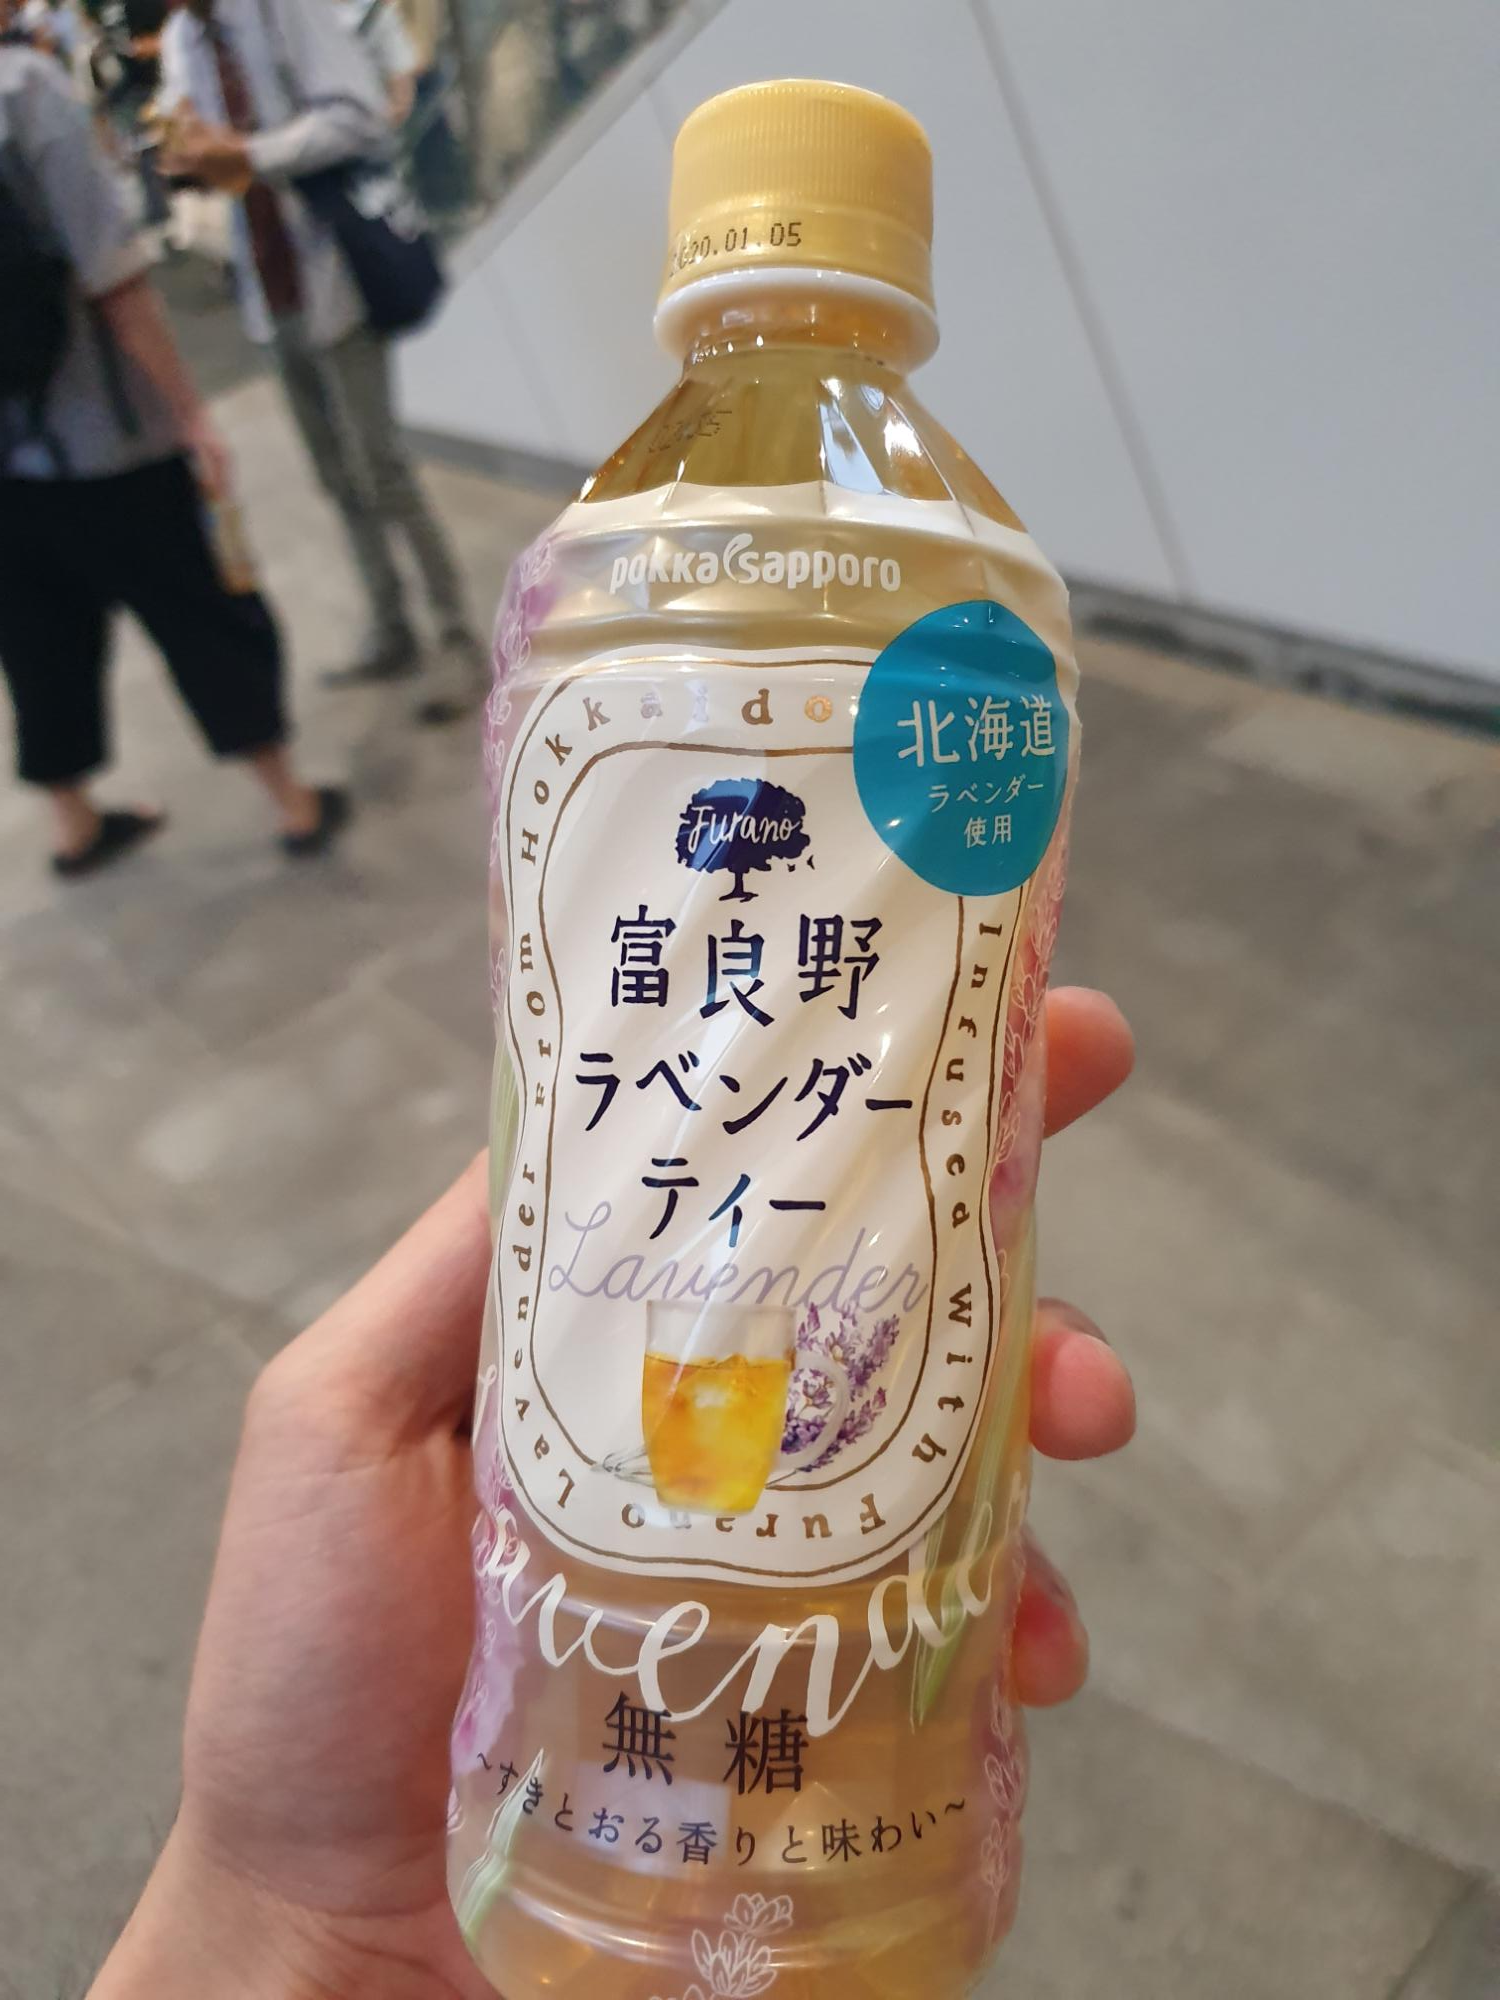 2020.01.05
pokka sapporo
北海道
ラベンダー
使用
Lavender from Hokkaido
Infused with Furano
Furano
富良野
ラベンダー
ティー
Lavender
Lavende
無糖
~すきとおる香りと味わい~